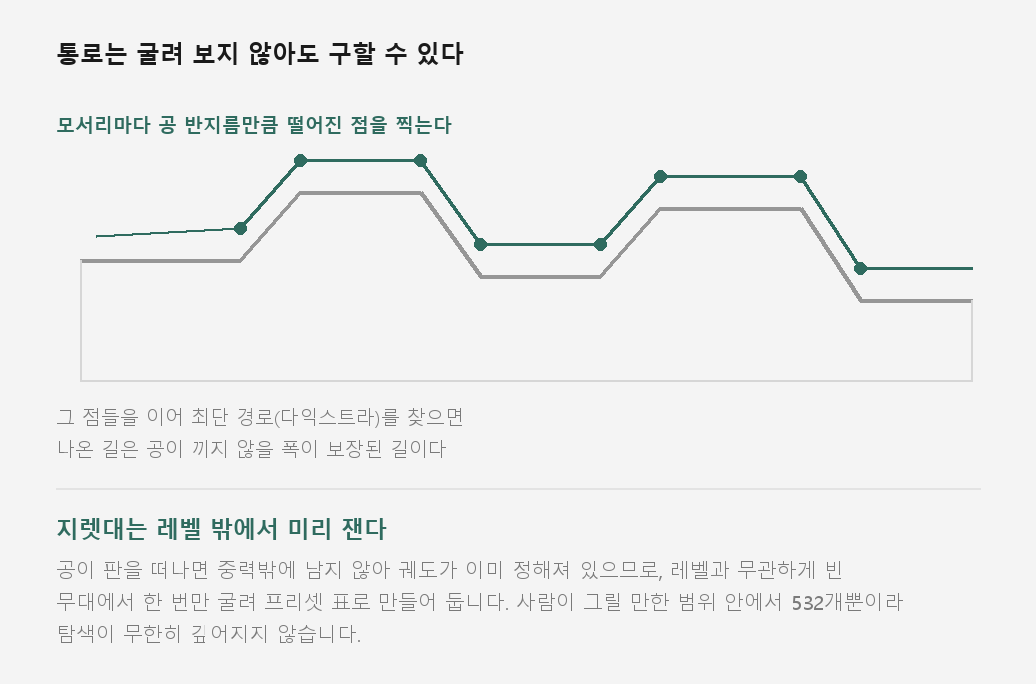 통로는 굴려 보지 않아도 구할 수 있다
모서리마다 공 반지름만큼 떨어진 점을 찍는다
그 점들을 이어 최단 경로(다익스트라)를 찾으면
나온 길은 공이 끼지 않을 폭이 보장된 길이다
지렛대는 레벨 밖에서 미리 잰다
공이 판을 떠나면 중력밖에 남지 않아 궤도가 이미 정해져 있으므로, 레벨과 무관하게 빈
무대에서 한 번만 굴려 프리셋 표로 만들어 둡니다. 사람이 그릴 만한 범위 안에서 532개뿐이라
탐색이 무한히 깊어지지 않습니다.